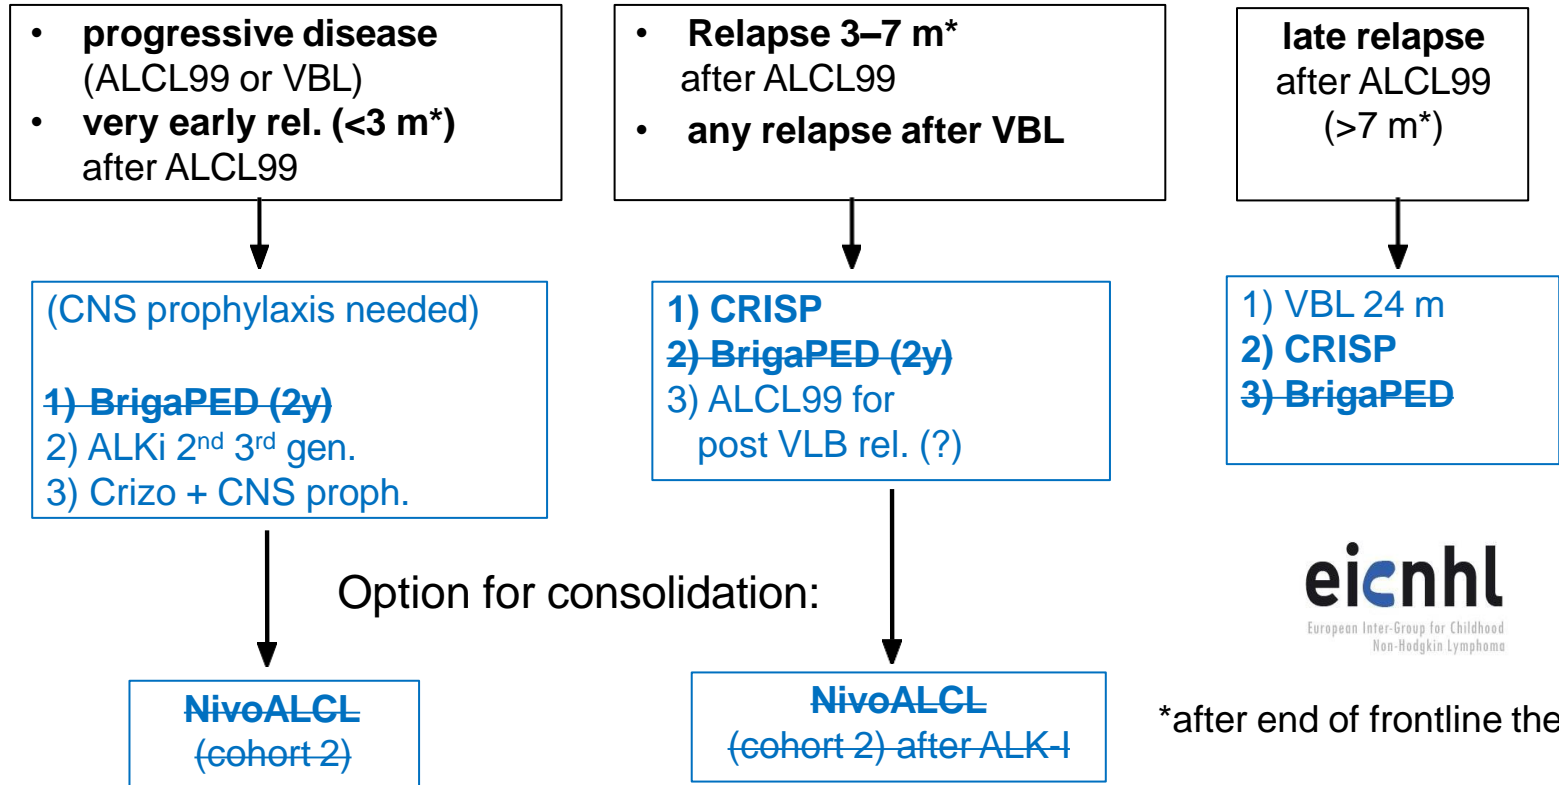 • progressive disease
(ALCL99 or VBL)
• very early rel. (<3 m*)
after ALCL99
• Relapse 3–7 m*
after ALCL99
• any relapse after VBL
late relapse
after ALCL99
(>7 m*)
(CNS prophylaxis needed)
1) BrigaPED (2y)
2) ALKi 2nd 3rd gen.
3) Crizo + CNS proph.
1) CRISP
2) BrigaPED (2y)
3) ALCL99 for
post VLB rel. (?)
1) VBL 24 m
2) CRISP
3) BrigaPED
Option for consolidation:
eicnhl
European Inter-Group for Childhood
Non-Hodgkin Lymphoma
NivoALCL
(cohort 2)
NivoALCL
(cohort 2) after ALK-I
*after end of frontline the